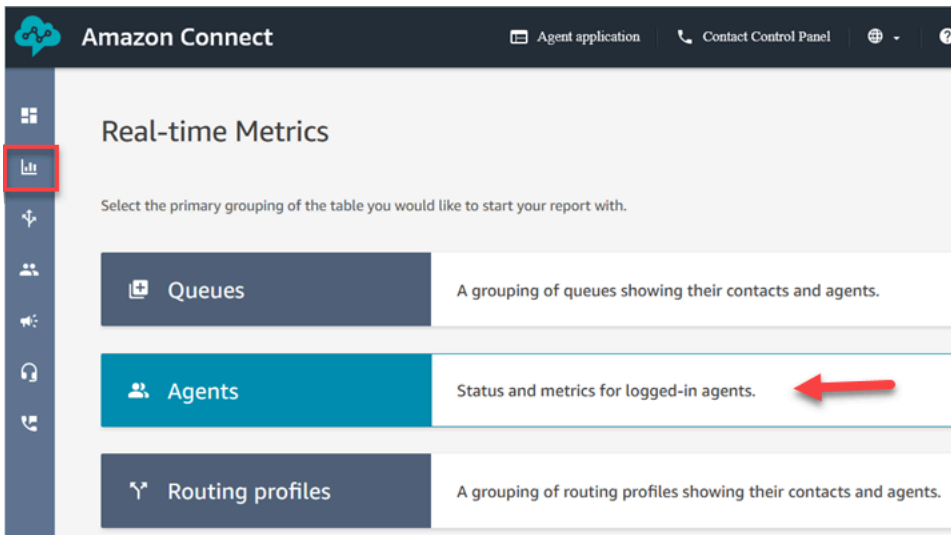 Amazon Connect
Agent application
Contact Control Panel
Real-time Metrics
Select the primary grouping of the table you would like to start your report with.
Queues
A grouping of queues showing their contacts and agents.
Agents
Status and metrics for logged-in agents.
Routing profiles
A grouping of routing profiles showing their contacts and agents.